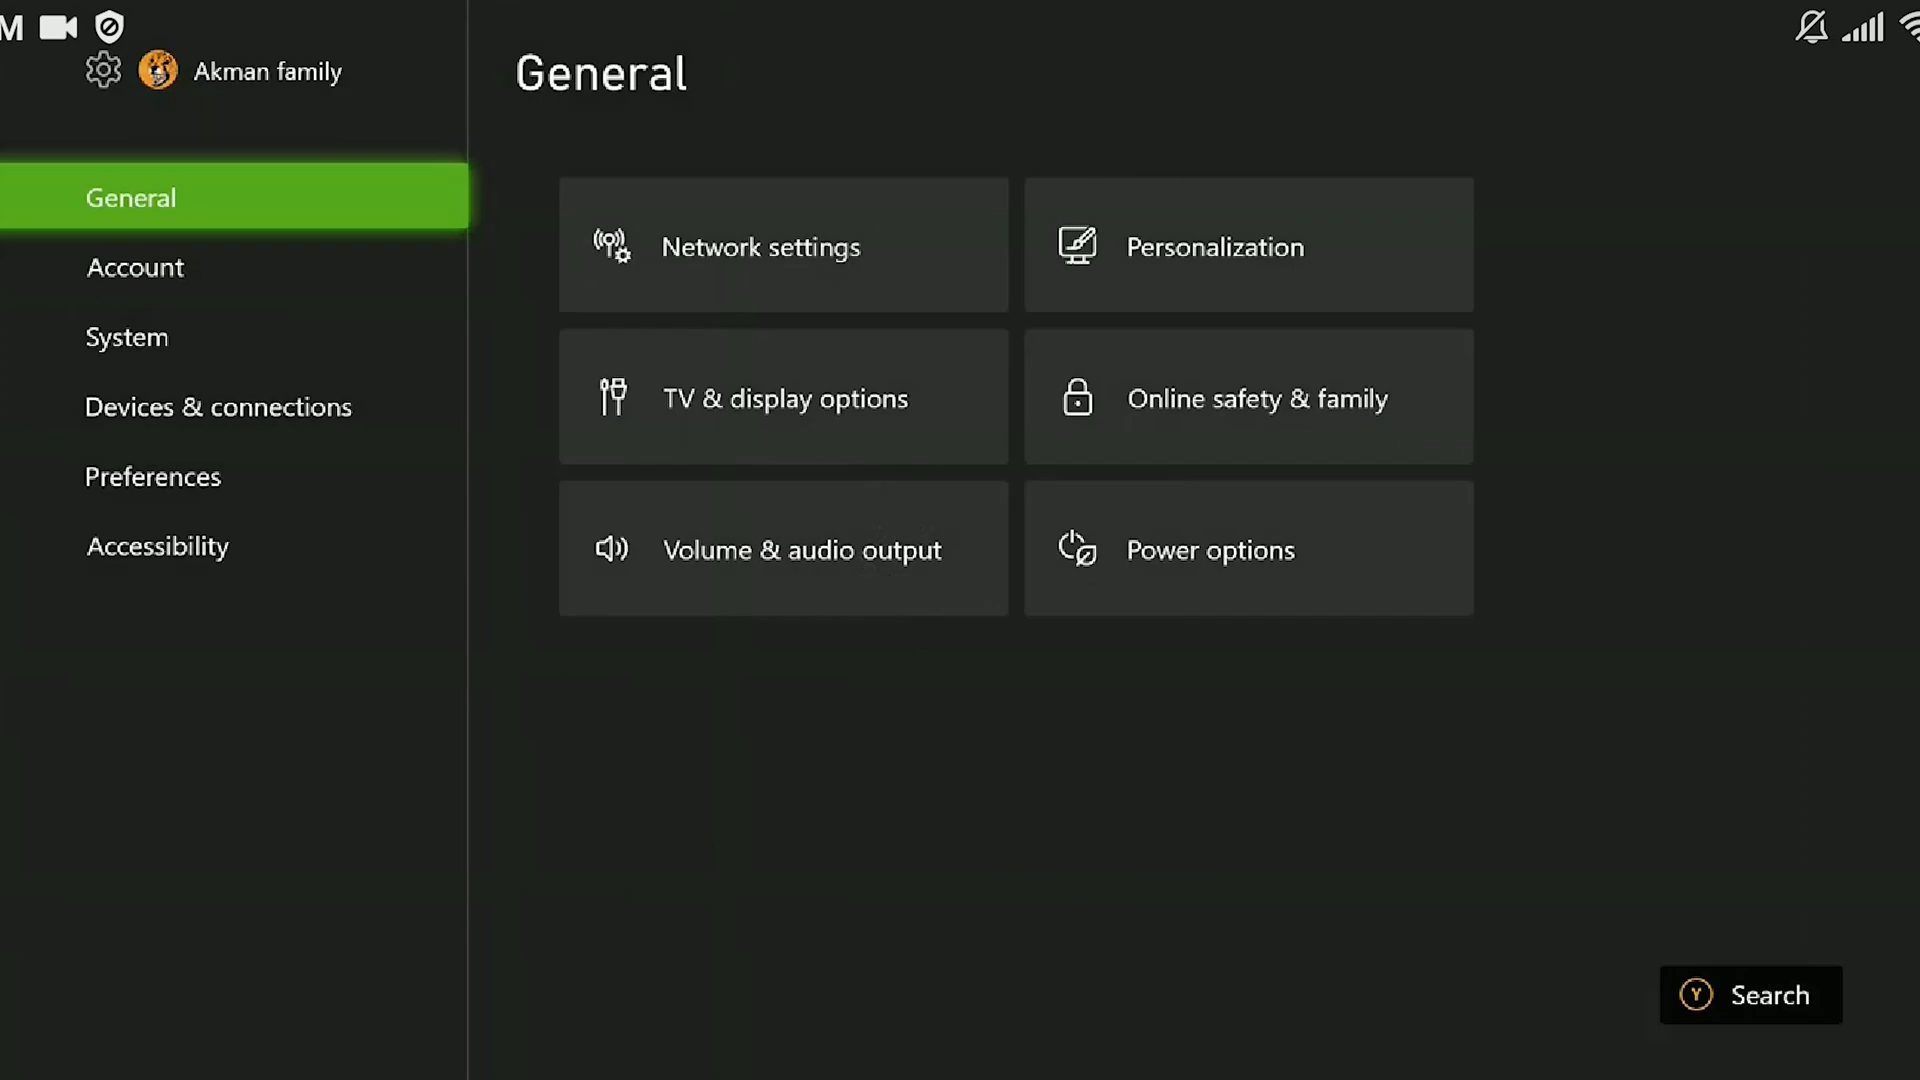 M
Akman family
General
General
Account
System
Devices & connections
Preferences
Accessibility
Network settings
Personalization
TV & display options
Online safety & family
Volume & audio output
Power options
Y Search